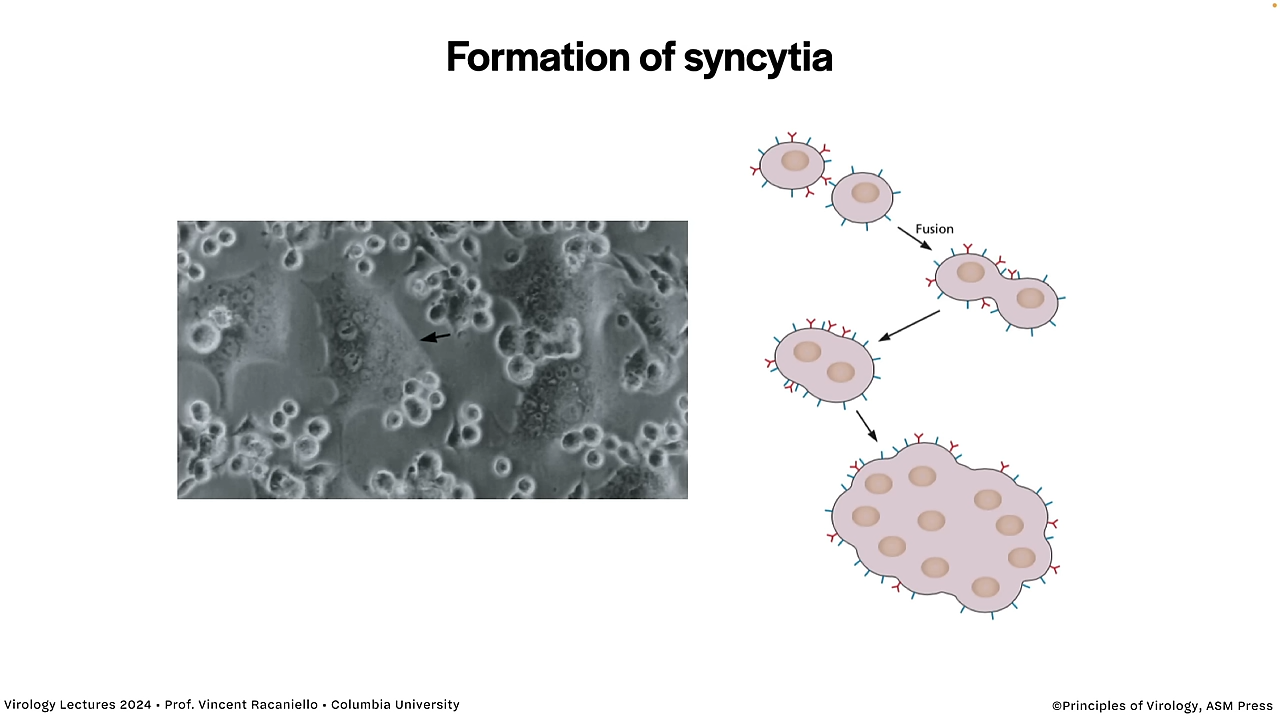 Formation of syncytia
Fusion
Virology Lectures 2024 • Prof. Vincent Racaniello • Columbia University
©Principles of Virology, ASM Press